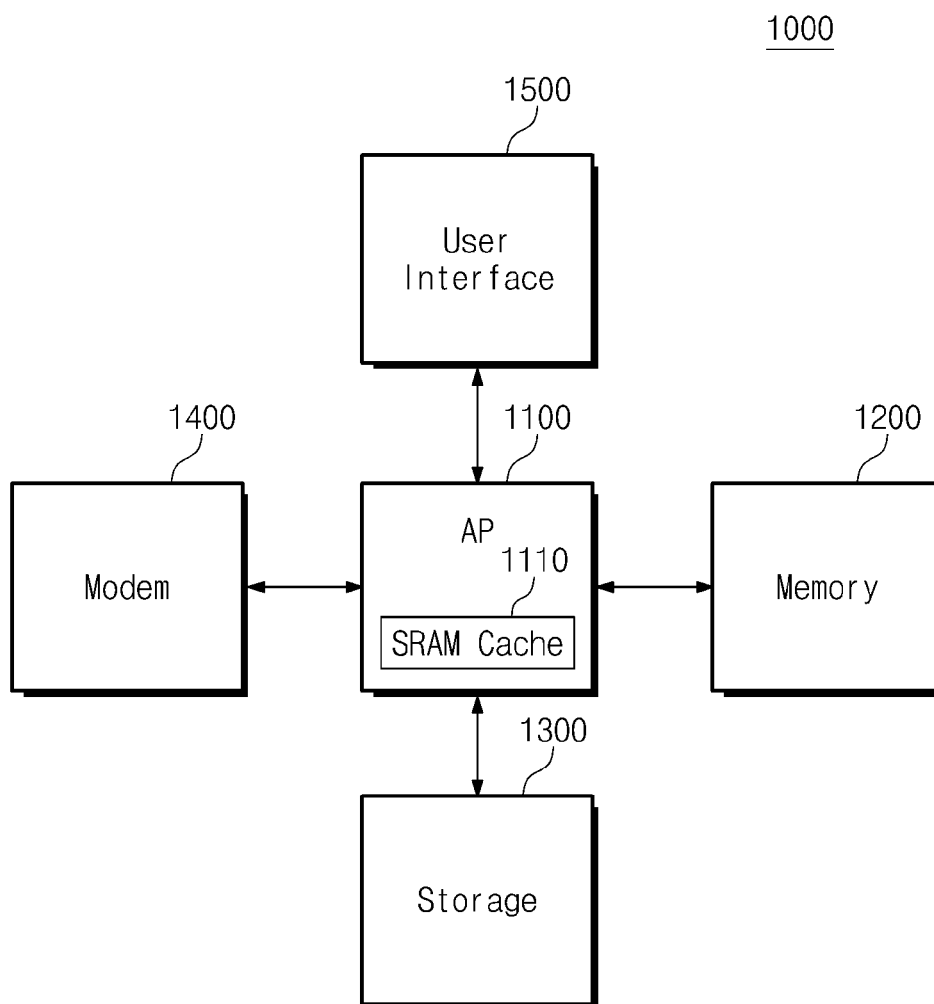 1000
1500
User
Interface
1400
1100
1200
Modem
AP
1110
SRAM Cache
Memory
1300
Storage